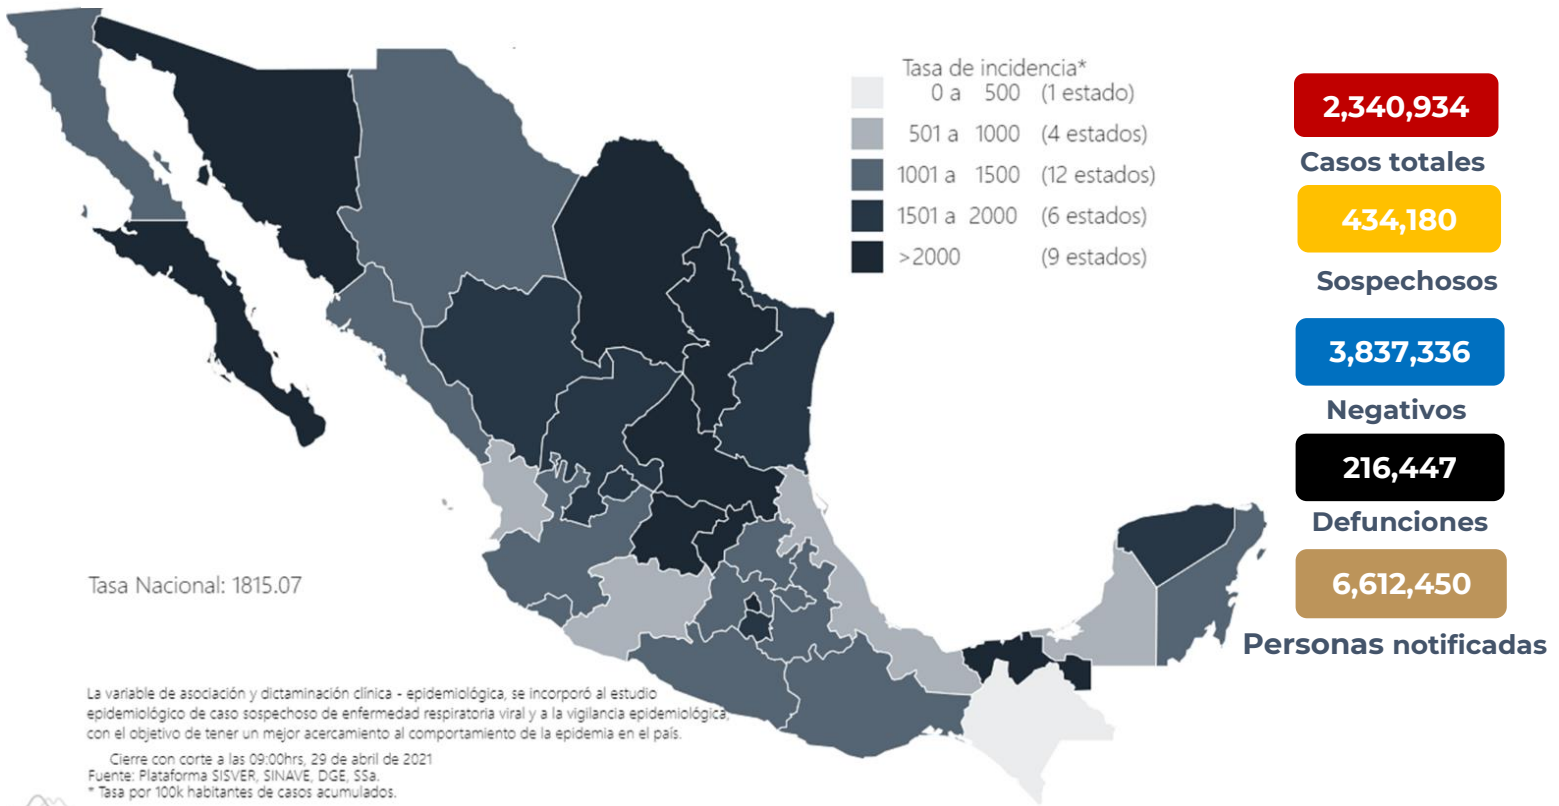 Tasa de incidencia*
0 a 500 (1 estado)
501 a 1000 (4 estados)
1001 a 1500 (12 estados)
1501 a 2000 (6 estados)
>2000 (9 estados)
2,340,934
Casos totales
434,180
Sospechosos
3,837,336
Negativos
216,447
Defunciones
6,612,450
Personas notificadas
Tasa Nacional: 1815.07
La variable de asociación y dictaminación clínica - epidemiológica, se incorporó al estudio
epidemiológico de caso sospechoso de enfermedad respiratoria viral y a la vigilancia epidemiológica,
con el objetivo de tener un mejor acercamiento al comportamiento de la epidemia en el país.
Cierre con corte a las 09:00hrs, 29 de abril de 2021
Fuente: Plataforma SISVER, SINAVE, DGE, SSa.
* Tasa por 100k habitantes de casos acumulados.